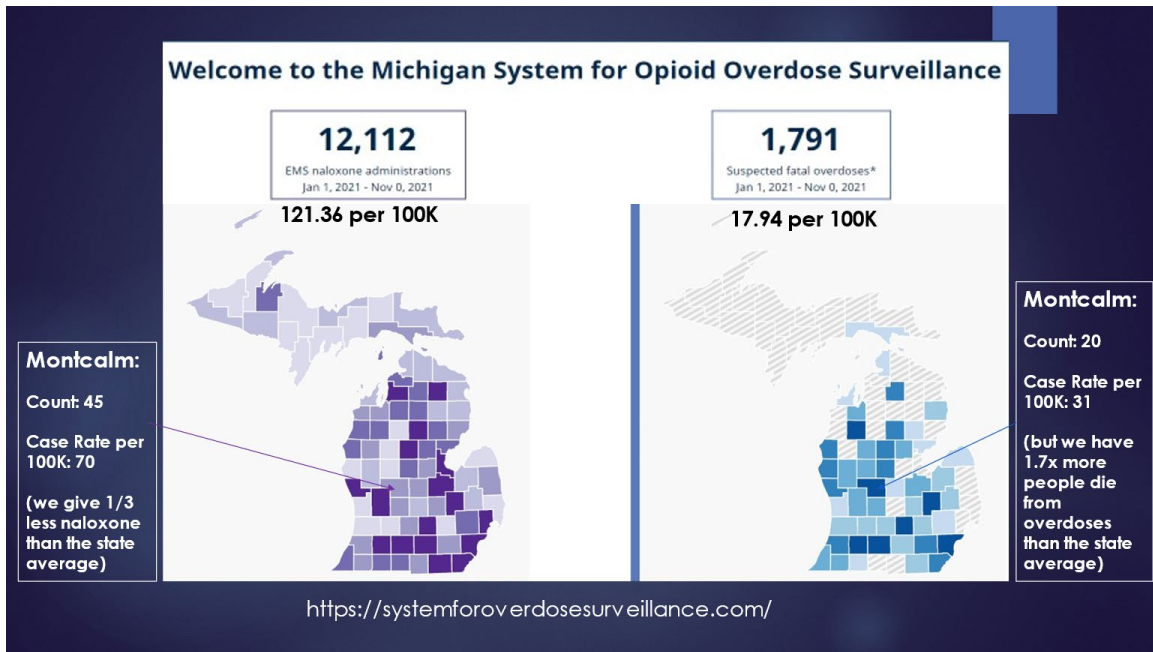 Welcome to the Michigan System for Opioid Overdose Surveillance
12,112
EMS naloxone administrations
Jan 1, 2021 - Nov 0, 2021
121.36 per 100K
1,791
Suspected fatal overdoses*
Jan 1, 2021 - Nov 0, 2021
17.94 per 100K
Montcalm:
Count: 45
Case Rate per
100K: 70
(we give 1/3
less naloxone
than the state
average)
Montcalm:
Count: 20
Case Rate per
100K: 31
(but we have
1.7x more
people die
from
overdoses
than the state
average)
https://systemforoverdosesurveillance.com/